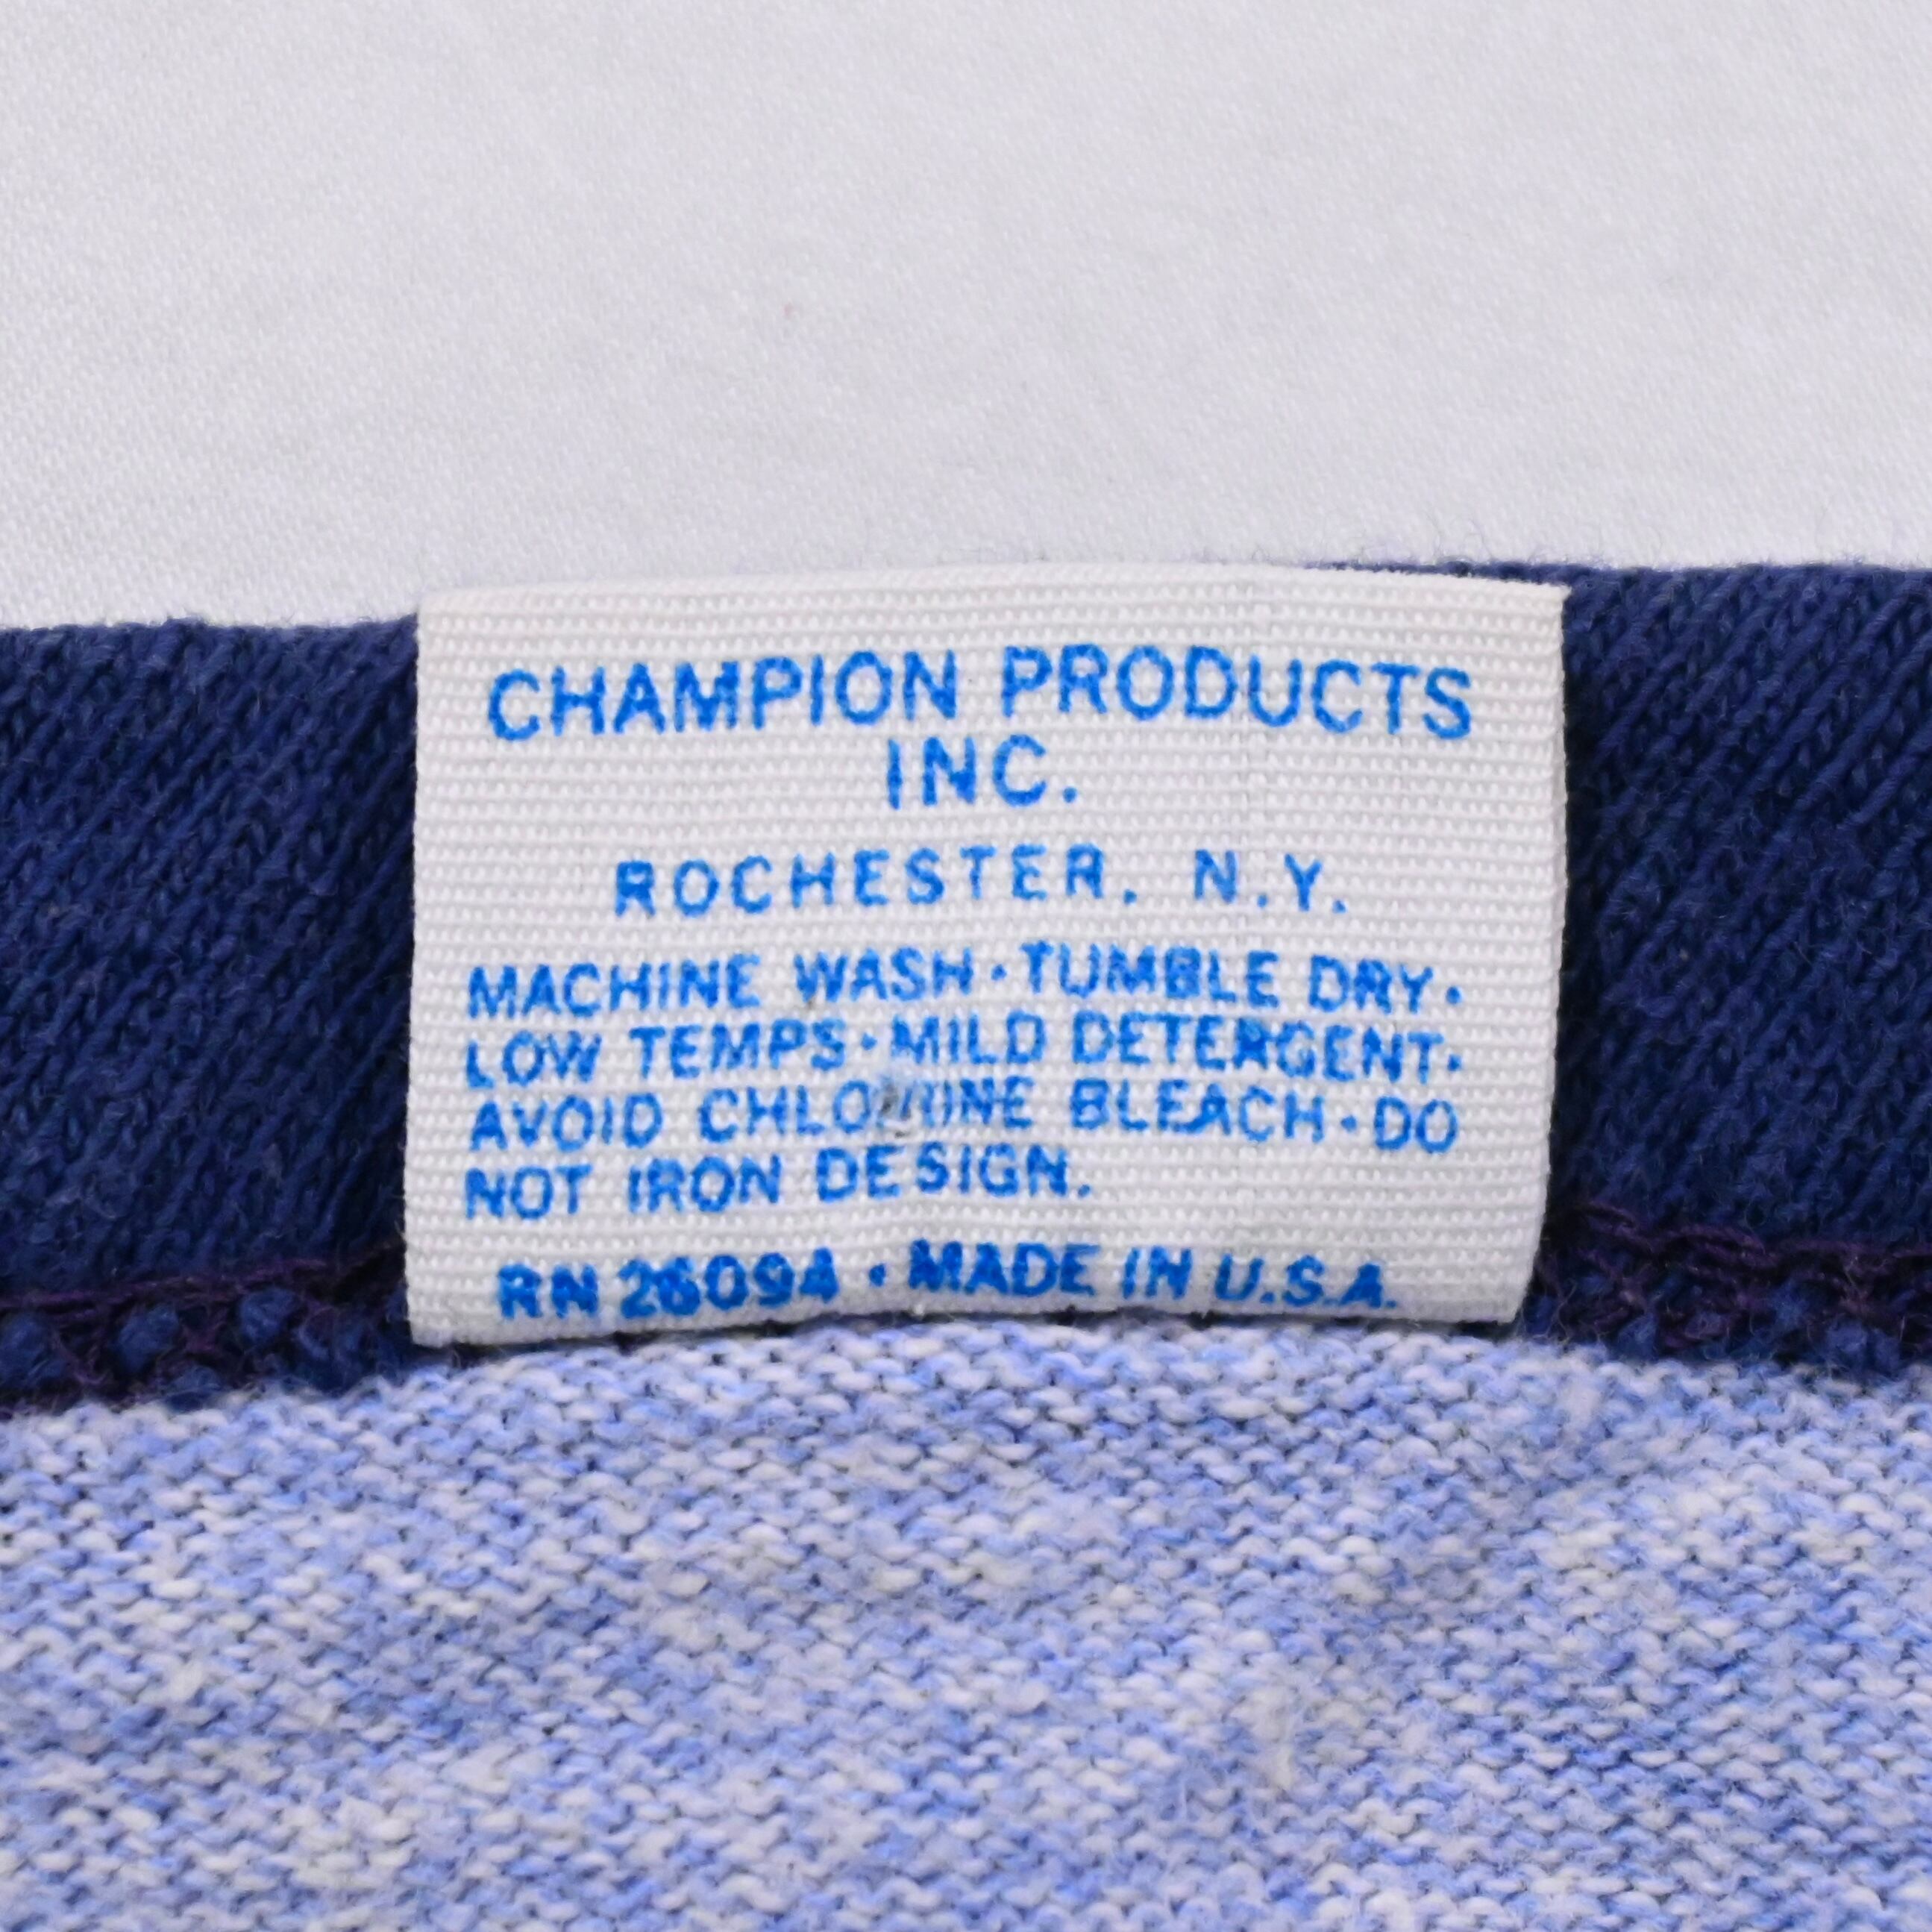 CHAMPION PRODUCTS
INC.
ROCHESTER, N.Y.
MACHINE WASH · TUMBLE DRY ·
LOW TEMPS · MILD DETERGENT ·
AVOID CHLORINE BLEACH · DO
NOT IRON DESIGN.
RN 26094 · MADE IN U.S.A.